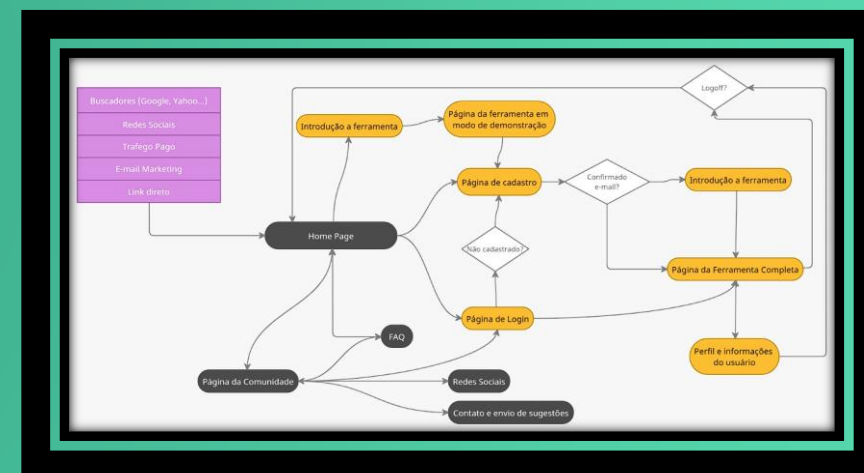 Buscadores (Google, Yahoo...)
Redes Sociais
Trafego Pago
E-mail Marketing
Link direto
Logoff?
Introdução a ferramenta
Página da ferramenta em
modo de demonstração
Página de cadastro
Confirmado
e-mail?
Introdução a ferramenta
Home Page
Não cadastrado?
Página da Ferramenta Completa
Página de Login
FAQ
Perfil e informações
do usuário
Página da Comunidade
Redes Sociais
Contato e envio de sugestões